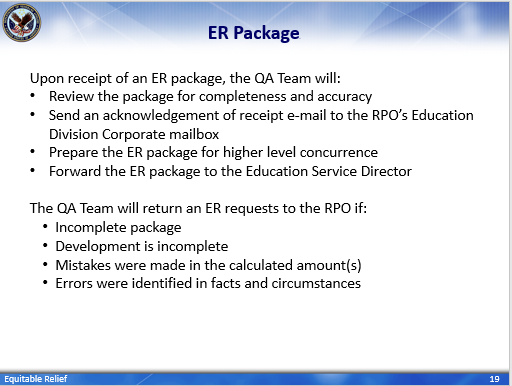 ER Package
Upon receipt of an ER package, the QA Team will:
• Review the package for completeness and accuracy
• Send an acknowledgement of receipt e-mail to the RPO’s Education
Division Corporate mailbox
• Prepare the ER package for higher level concurrence
• Forward the ER package to the Education Service Director
The QA Team will return an ER requests to the RPO if:
• Incomplete package
• Development is incomplete
• Mistakes were made in the calculated amount(s)
• Errors were identified in facts and circumstances
Equitable Relief
19